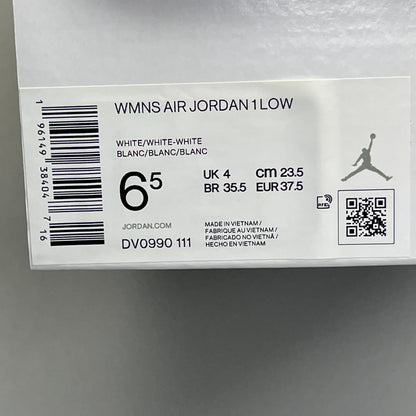 WMNS AIR JORDAN 1 LOW
WHITE/WHITE-WHITE
BLANC/BLANC/BLANC
6⁵
UK 4 cm 23.5
BR 35.5 EUR 37.5
JORDAN.COM
DV0990 111
MADE IN VIETNAM /
FABRIQUE AU VIETNAM /
FABRICADO NO VIETNÃ /
HECHO EN VIETNAM
1 96149 38404 7 16